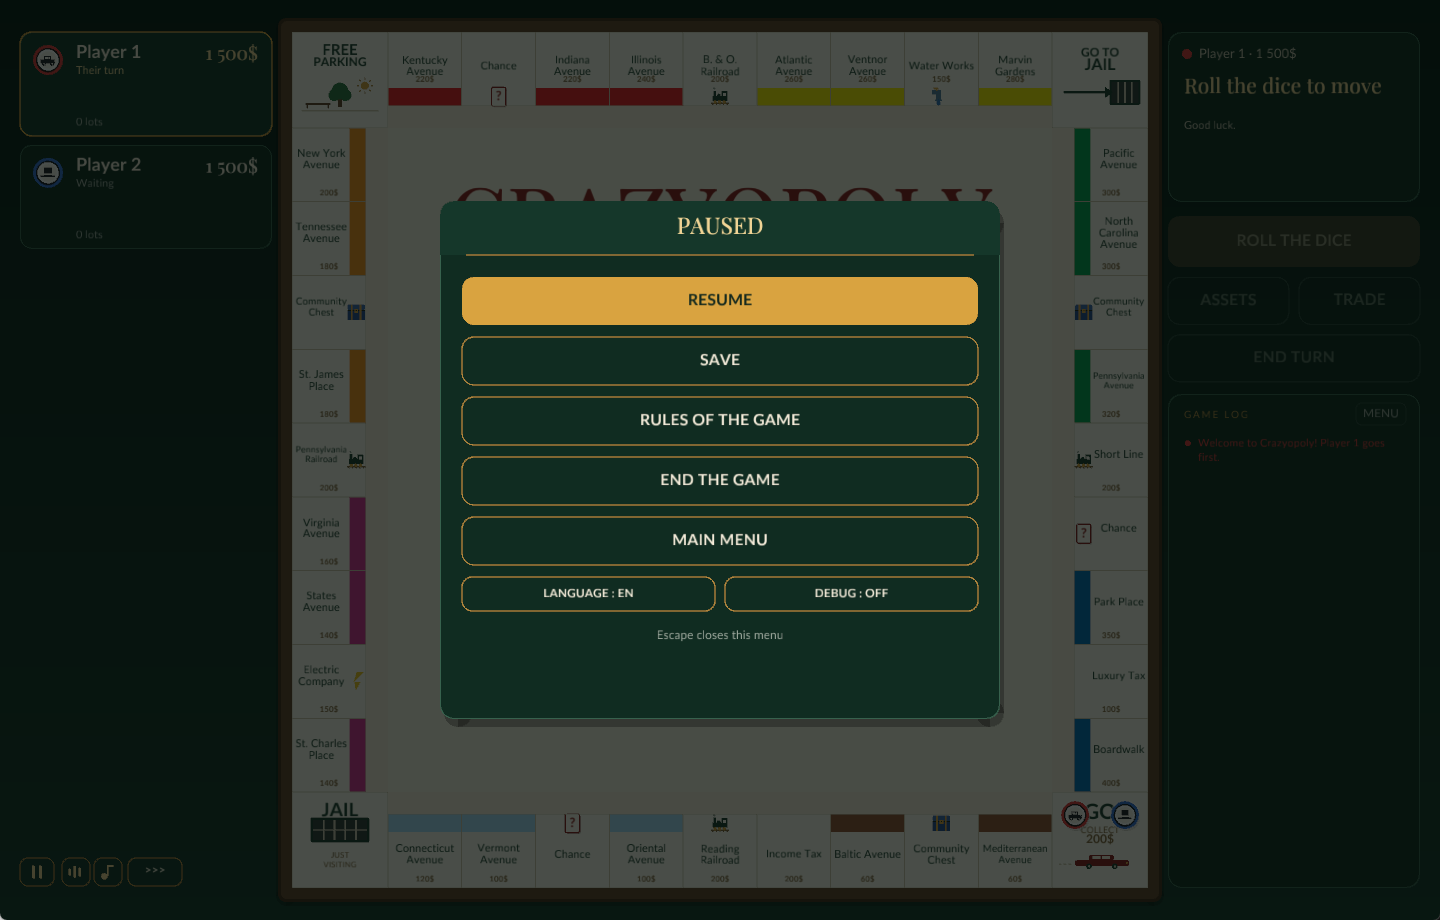 Player 1
1 500$
Their turn
0 lots
Player 2
1 500$
Waiting
0 lots
FREE
PARKING
Kentucky
Avenue
220$
Chance
?
Indiana
Avenue
220$
Illinois
Avenue
240$
B. & O.
Railroad
200$
Atlantic
Avenue
260$
Ventnor
Avenue
260$
Water Works
150$
Marvin
Gardens
280$
GO TO
JAIL
New York
Avenue
200$
Tennessee
Avenue
180$
Community
Chest
St. James
Place
180$
Pennsylvania
Railroad
200$
Virginia
Avenue
160$
States
Avenue
140$
Electric
Company
150$
St. Charles
Place
140$
CRAZYOPOLY
PAUSED
RESUME
SAVE
RULES OF THE GAME
END THE GAME
MAIN MENU
LANGUAGE : EN
DEBUG : OFF
Escape closes this menu
Pacific
Avenue
300$
North
Carolina
Avenue
300$
Community
Chest
Pennsylvania
Avenue
320$
Short Line
200$
Chance
?
Park Place
350$
Luxury Tax
100$
Boardwalk
400$
JAIL
JUST
VISITING
Connecticut
Avenue
120$
Vermont
Avenue
100$
?
Chance
Oriental
Avenue
100$
Reading
Railroad
200$
Income Tax
200$
Baltic Avenue
60$
Community
Chest
Mediterranean
Avenue
60$
GO
COLLECT
200$
Player 1 · 1 500$
Roll the dice to move
Good luck.
ROLL THE DICE
ASSETS
TRADE
END TURN
GAME LOG
MENU
Welcome to Crazyopoly! Player 1 goes
first.
>>>